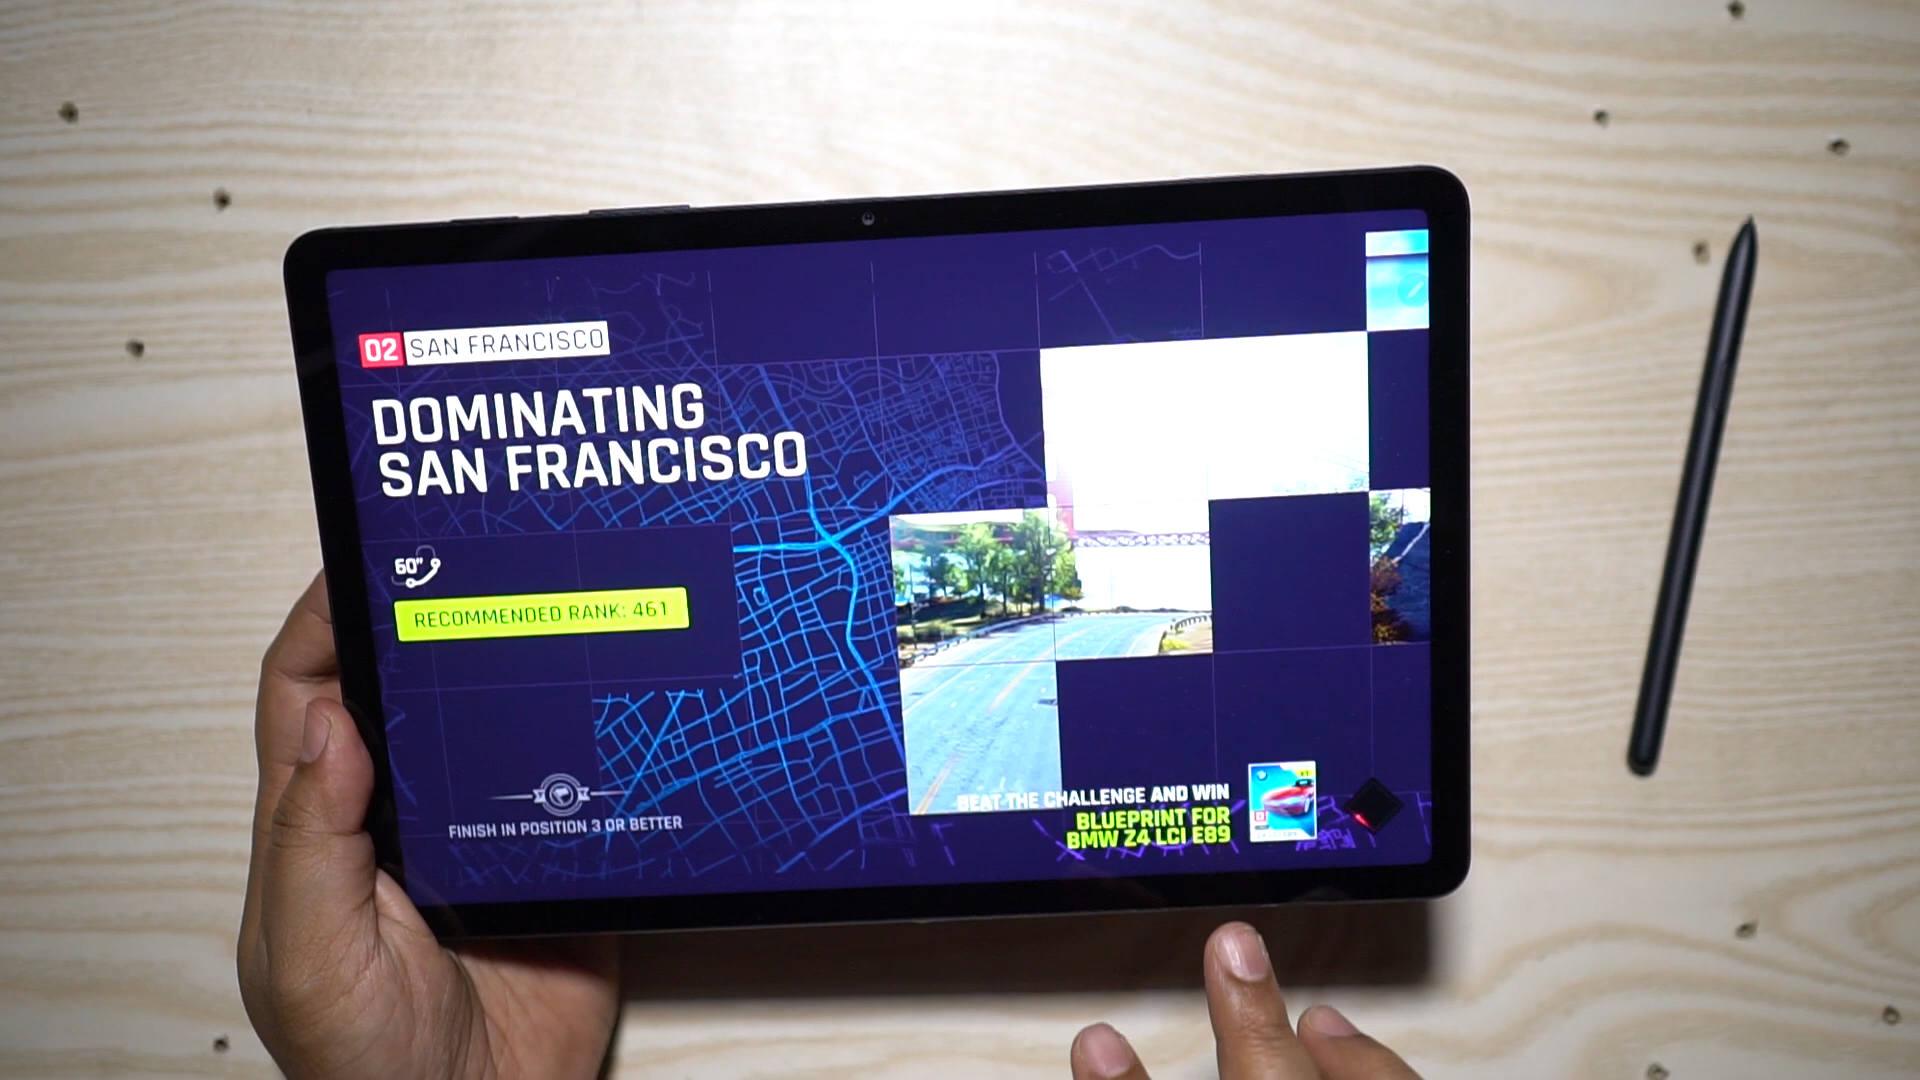 02 SAN FRANCISCO
DOMINATING
SAN FRANCISCO
60"
RECOMMENDED RANK: 461
FINISH IN POSITION 3 OR BETTER
BEAT THE CHALLENGE AND WIN
BLUEPRINT FOR
BMW Z4 LCI E89